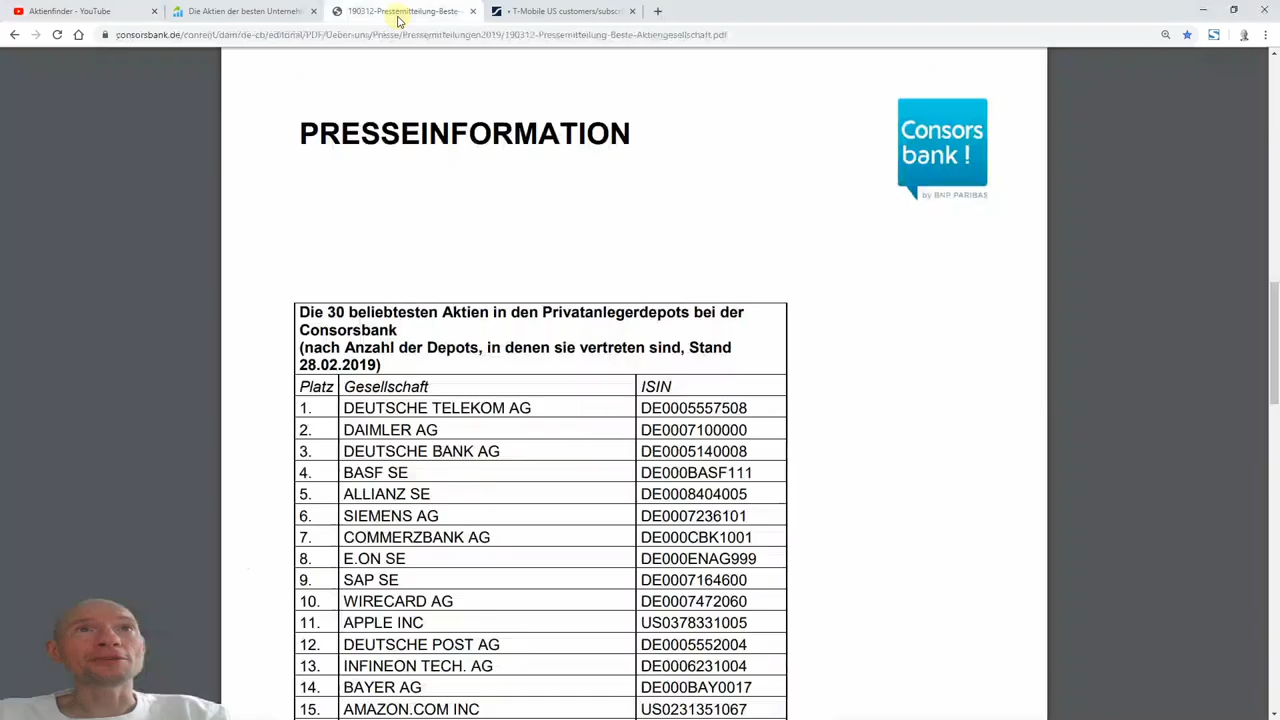 Aktienfinder - YouTube
Die Aktien der besten Unterneh
190312-Pressemitteilung-Beste-
• T-Mobile US customers/subscri
consorsbank.de/content/dam/de-cb/editorial/PDF/Ueber-uns/Presse/Pressemitteilungen2019/190312-Pressemitteilung-Beste-Aktiengesellschaft.pdf
PRESSEINFORMATION
Consors
bank !
by BNP PARIBAS
Die 30 beliebtesten Aktien in den Privatanlegerdepots bei der
Consorsbank
(nach Anzahl der Depots, in denen sie vertreten sind, Stand
28.02.2019)
Platz Gesellschaft ISIN
1. DEUTSCHE TELEKOM AG DE0005557508
2. DAIMLER AG DE0007100000
3. DEUTSCHE BANK AG DE0005140008
4. BASF SE DE000BASF111
5. ALLIANZ SE DE0008404005
6. SIEMENS AG DE0007236101
7. COMMERZBANK AG DE000CBK1001
8. E.ON SE DE000ENAG999
9. SAP SE DE0007164600
10. WIRECARD AG DE0007472060
11. APPLE INC US0378331005
12. DEUTSCHE POST AG DE0005552004
13. INFINEON TECH. AG DE0006231004
14. BAYER AG DE000BAY0017
15. AMAZON.COM INC US0231351067